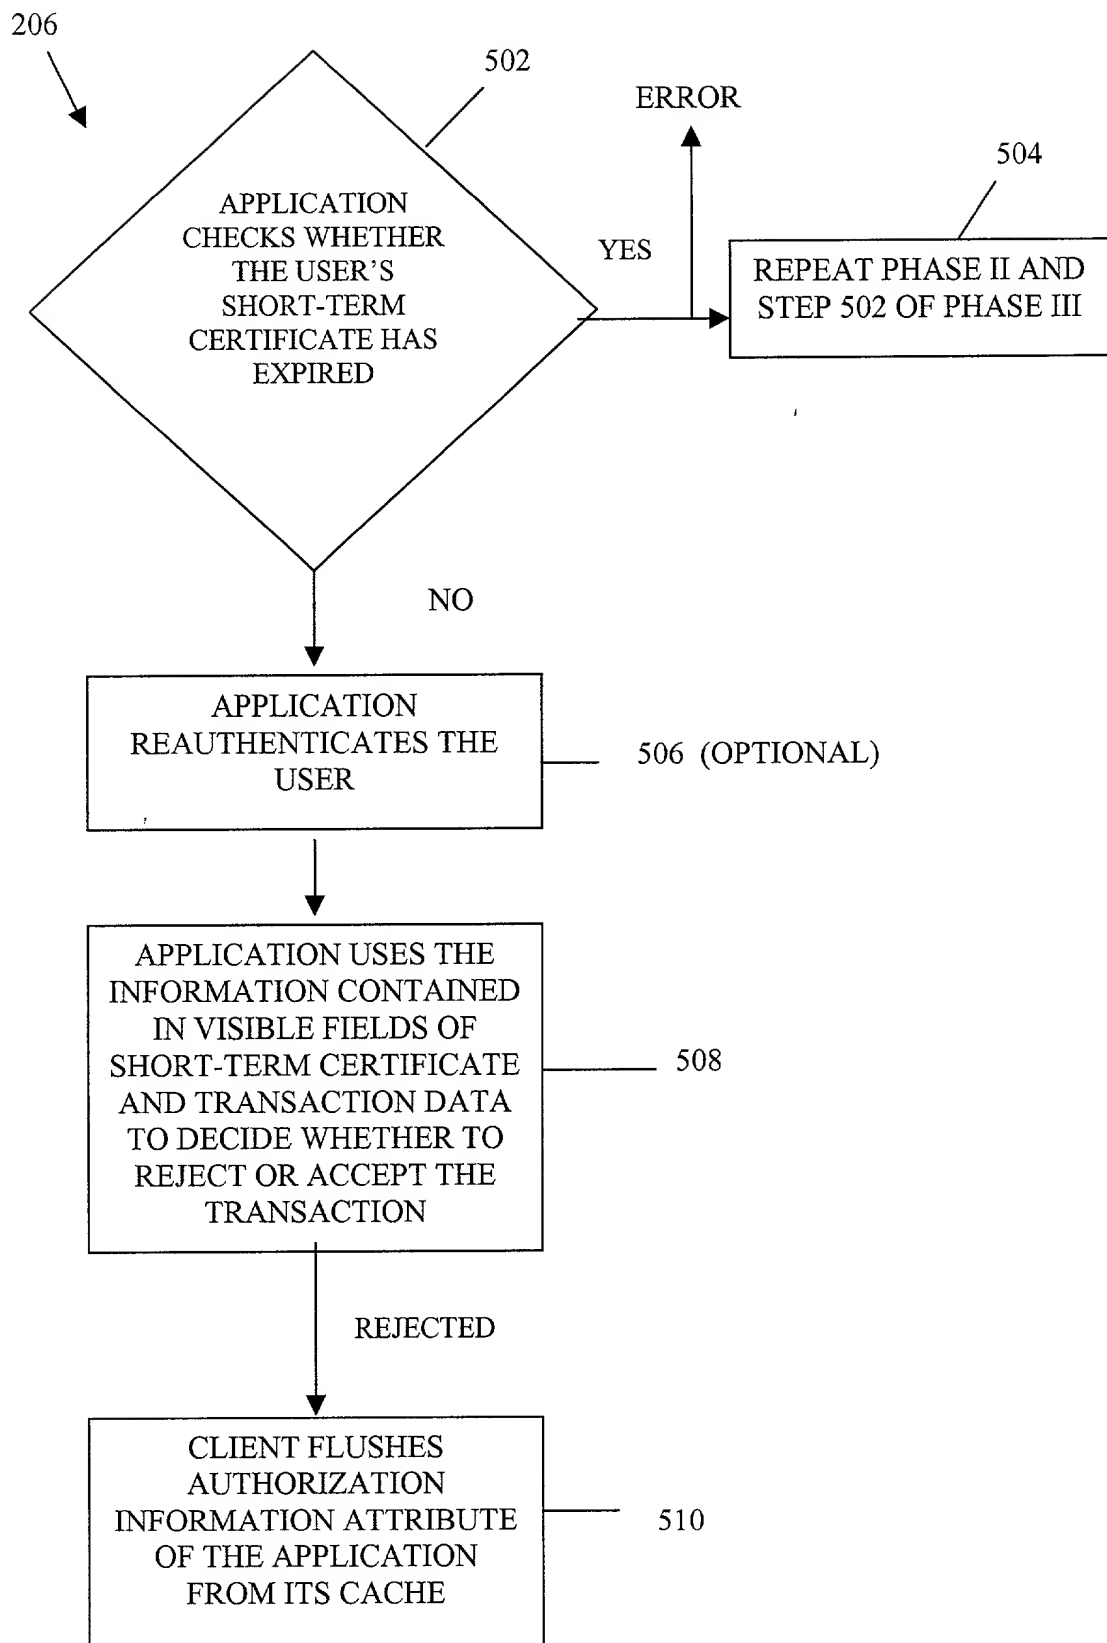 206
502
ERROR
504
APPLICATION
CHECKS WHETHER
THE USER'S
SHORT-TERM
CERTIFICATE HAS
EXPIRED
YES
REPEAT PHASE II AND
STEP 502 OF PHASE III
NO
APPLICATION
REAUTHENTICATES THE
USER
506 (OPTIONAL)
APPLICATION USES THE
INFORMATION CONTAINED
IN VISIBLE FIELDS OF
SHORT-TERM CERTIFICATE
AND TRANSACTION DATA
TO DECIDE WHETHER TO
REJECT OR ACCEPT THE
TRANSACTION
508
REJECTED
CLIENT FLUSHES
AUTHORIZATION
INFORMATION ATTRIBUTE
OF THE APPLICATION
FROM ITS CACHE
510